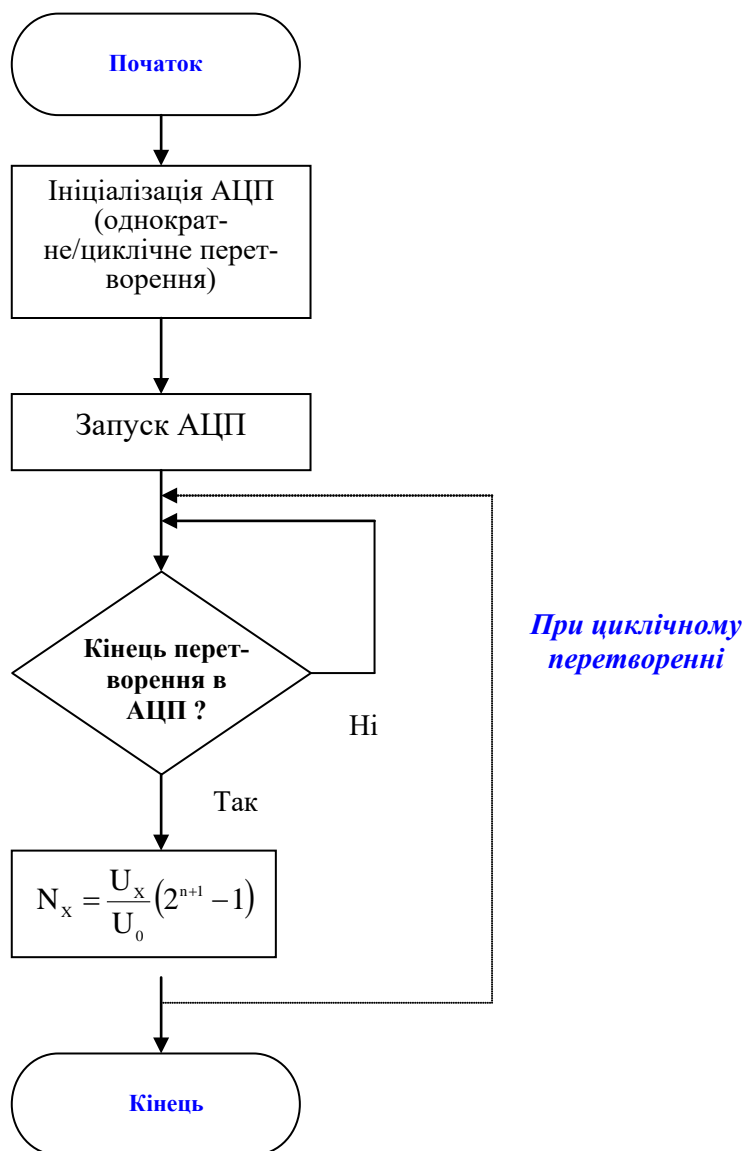 Початок
Ініціалізація АЦП
(однократ-
не/циклічне перет-
ворення)
Запуск АЦП
Кінець перет-
ворення в
АЦП ?
Ні
При циклічному
перетворенні
Так
N_X = \frac{U_X}{U_0} (2^{n+1} - 1)
Кінець